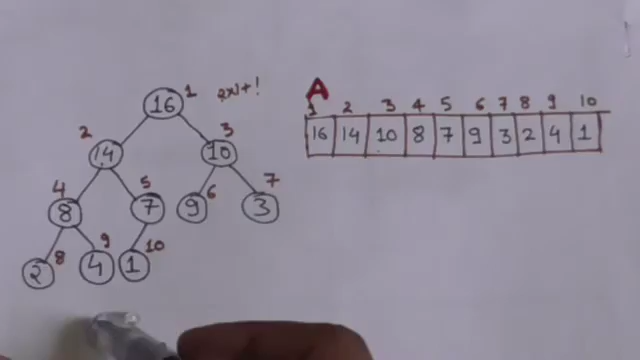 16 1 2×1+1
A
1 2 3 4 5 6 7 8 9 10
16 14 10 8 7 9 3 2 4 1
2 14 10 3
4 8 5 7 9 6 3 7
2 8 4 9 1 10